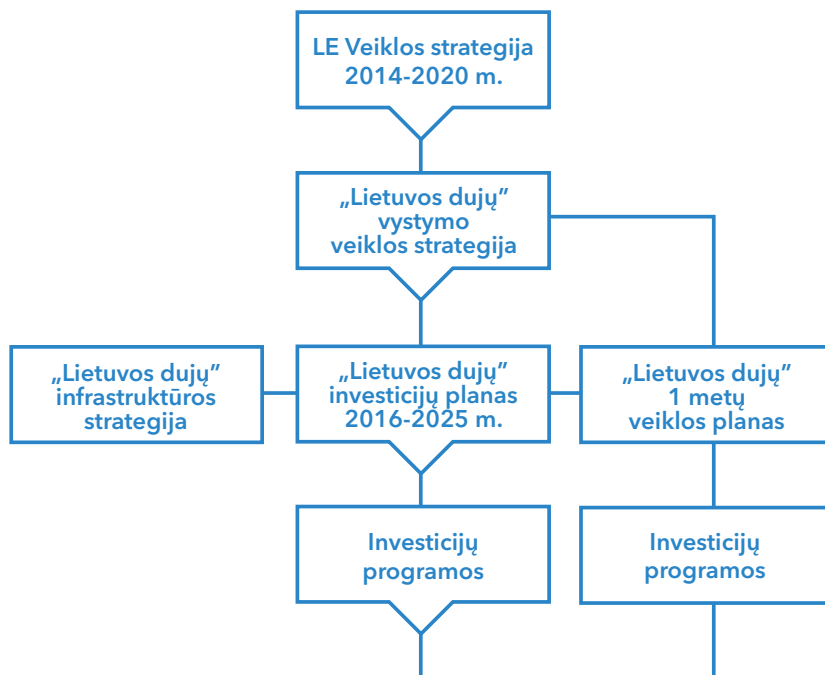 LE Veiklos strategija
2014-2020 m.
„Lietuvos dujų”
vystymo
veiklos strategija
„Lietuvos dujų”
infrastruktūros
strategija
„Lietuvos dujų”
investicijų planas
2016-2025 m.
„Lietuvos dujų”
1 metų
veiklos planas
Investicijų
programos
Investicijų
programos